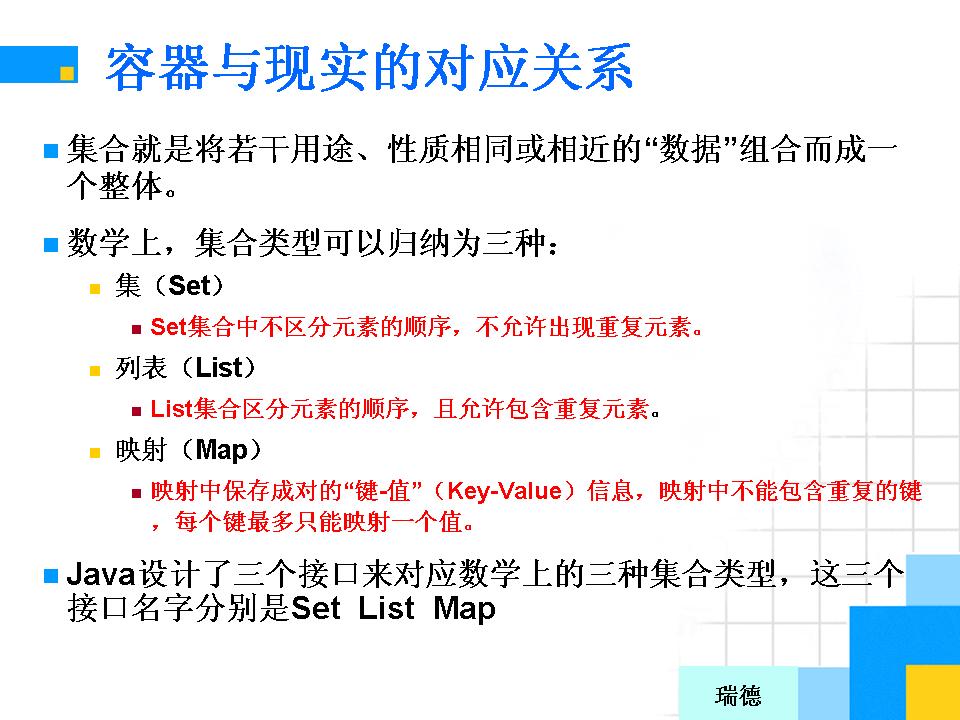 容器与现实的对应关系
集合就是将若干用途、性质相同或相近的“数据”组合而成一
个整体。
数学上，集合类型可以归纳为三种：
集（Set）
Set集合中不区分元素的顺序，不允许出现重复元素。
列表（List）
List集合区分元素的顺序，且允许包含重复元素。
映射（Map）
映射中保存成对的“键-值”（Key-Value）信息，映射中不能包含重复的键
，每个键最多只能映射一个值。
Java设计了三个接口来对应数学上的三种集合类型，这三个
接口名字分别是Set List Map
瑞德